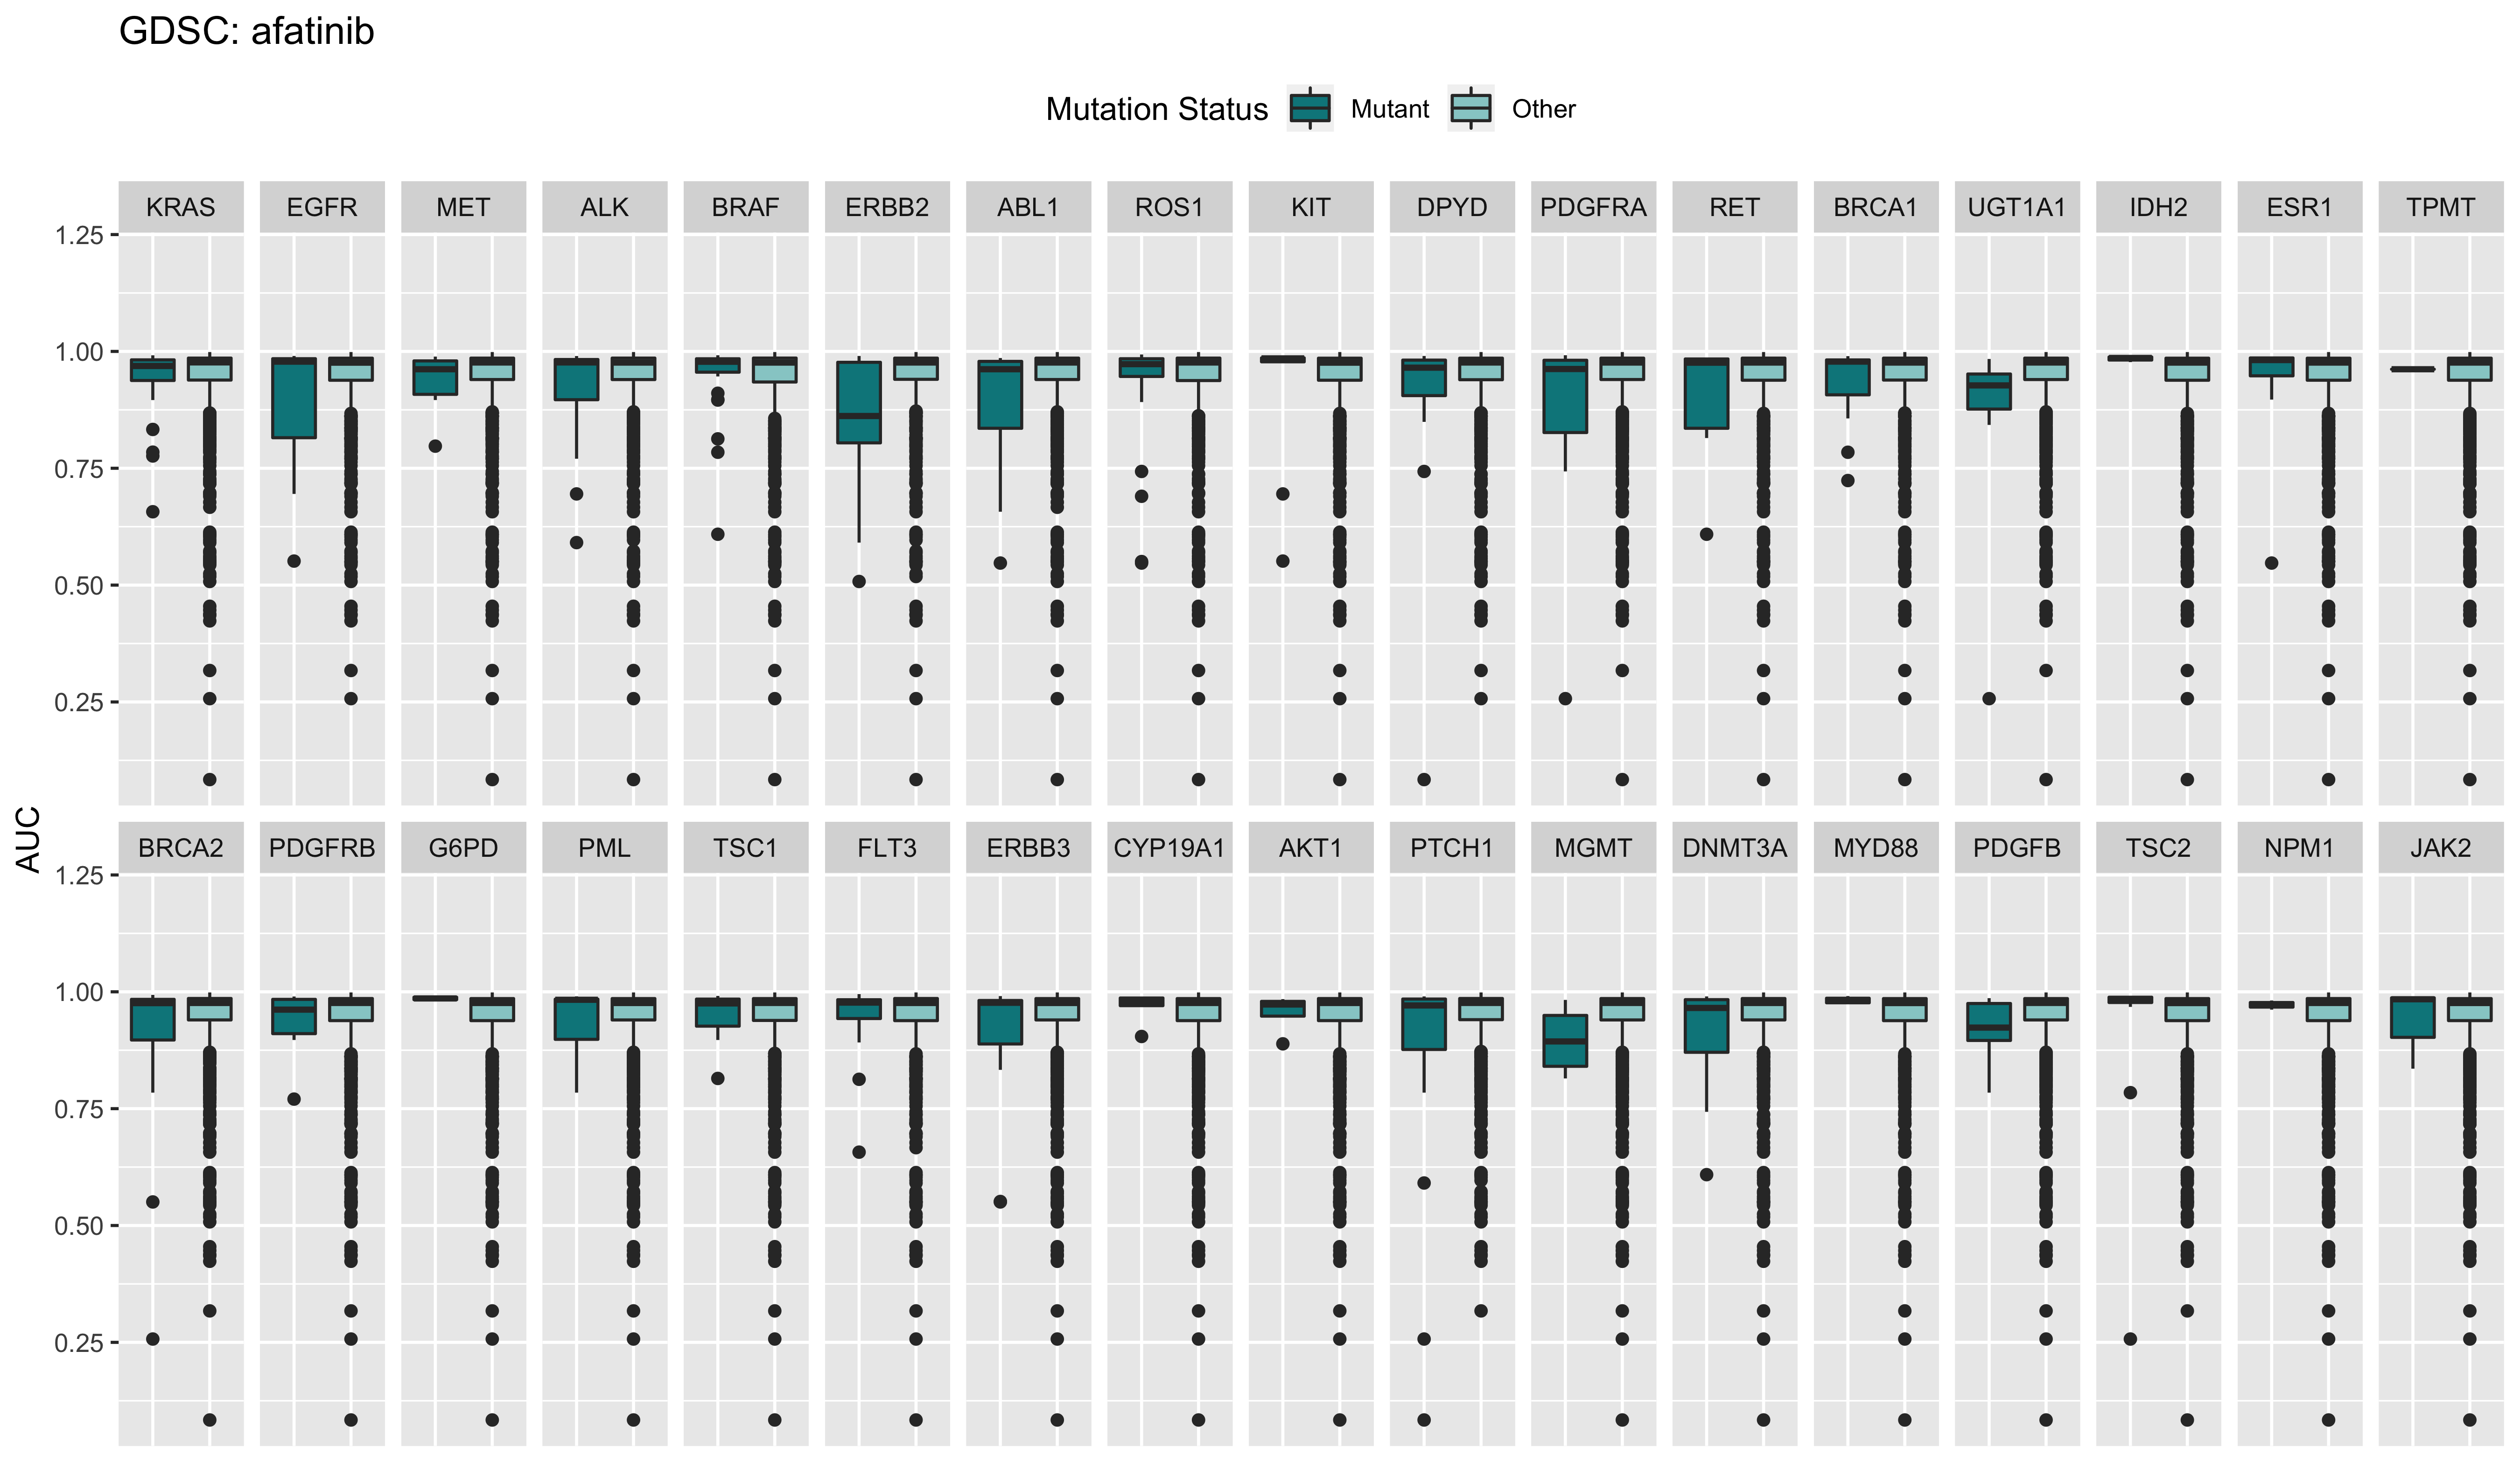 GDSC: afatinib
Mutation Status Mutant Other
KRAS EGFR MET ALK BRAF ERBB2 ABL1 ROS1 KIT DPYD PDGFRA RET BRCA1 UGT1A1 IDH2 ESR1 TPMT
1.25
1.00
0.75
0.50
0.25
AUC
BRCA2 PDGFRB G6PD PML TSC1 FLT3 ERBB3 CYP19A1 AKT1 PTCH1 MGMT DNMT3A MYD88 PDGFB TSC2 NPM1 JAK2
1.25
1.00
0.75
0.50
0.25